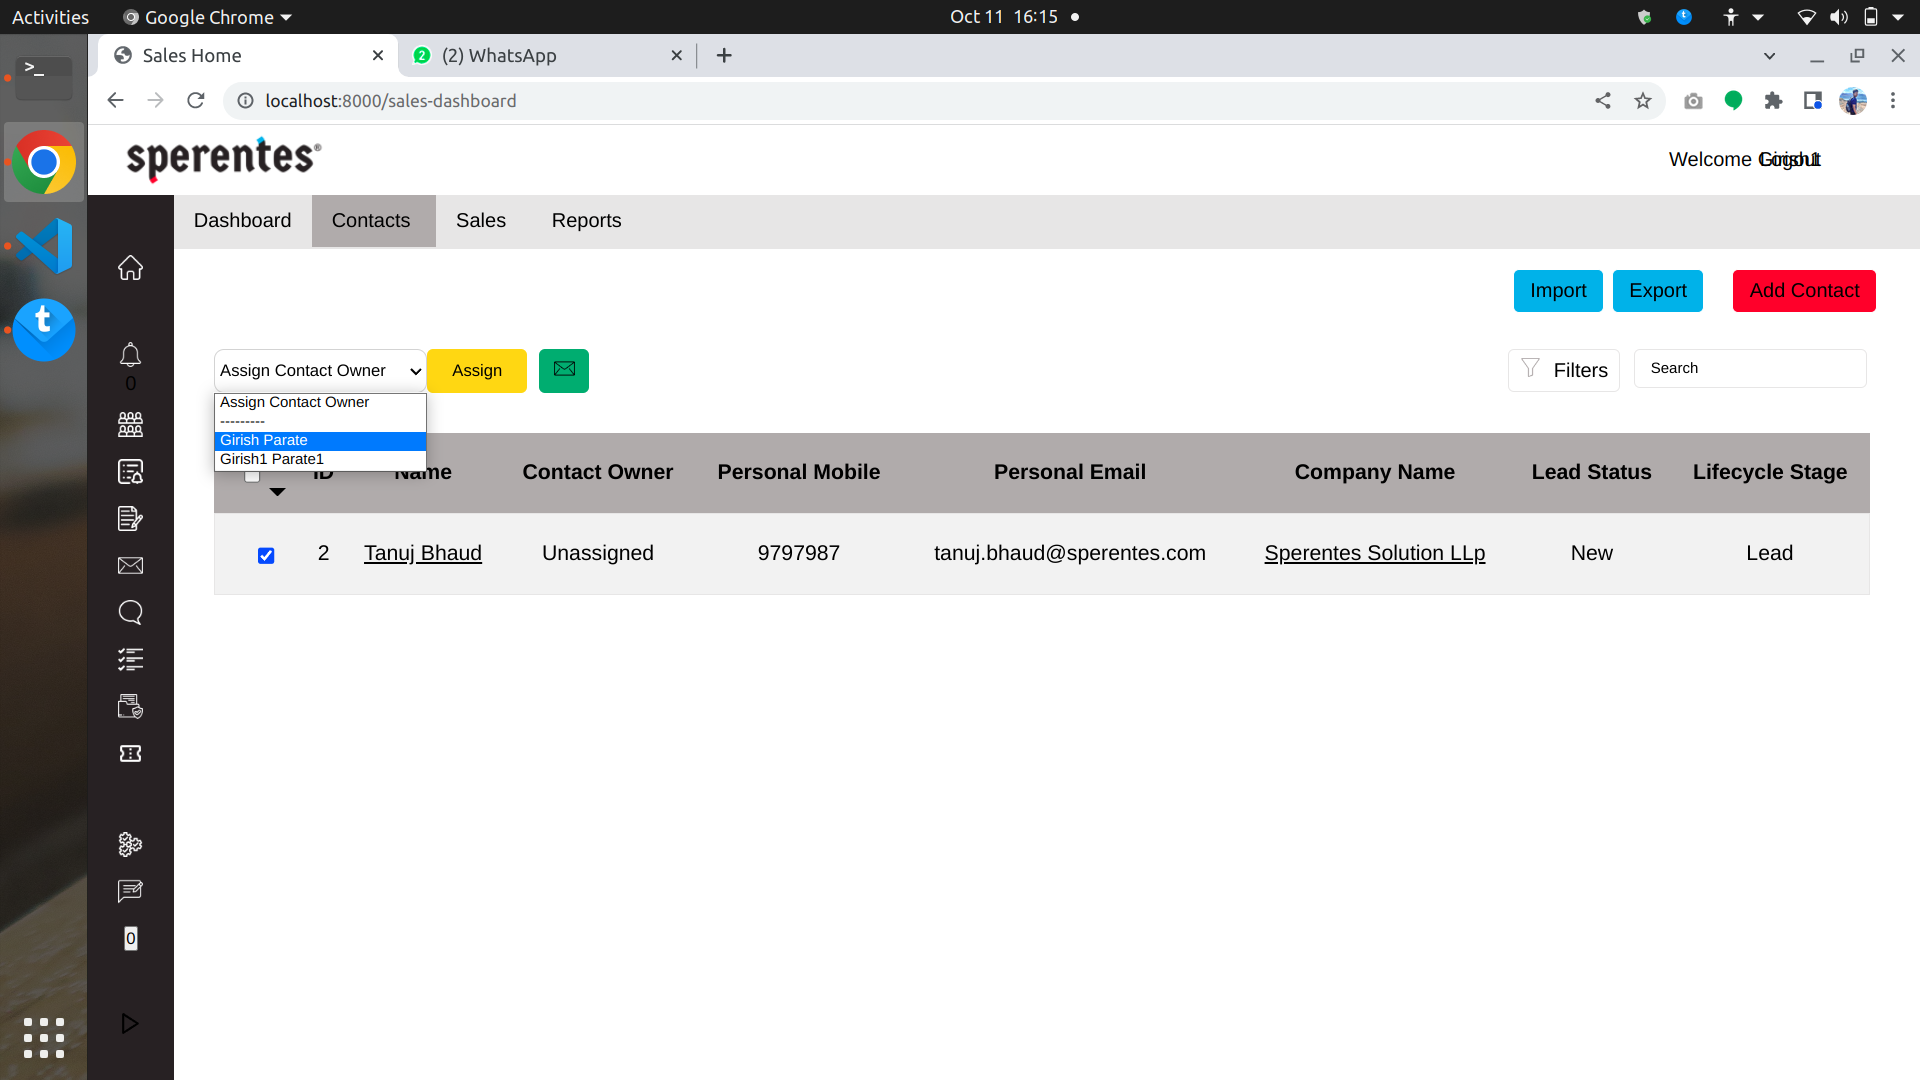 Activities Google Chrome Oct 11 16:15
Sales Home (2) WhatsApp
localhost:8000/sales-dashboard
sperentes® Welcome Girish1 Logout
Dashboard Contacts Sales Reports
Import Export Add Contact
Assign Contact Owner Assign Filters Search
0
Assign Contact Owner
---------
Girish Parate
Girish1 Parate1
ID Name Contact Owner Personal Mobile Personal Email Company Name Lead Status Lifecycle Stage
2 Tanuj Bhaud Unassigned 9797987 tanuj.bhaud@sperentes.com Sperentes Solution LLp New Lead
0